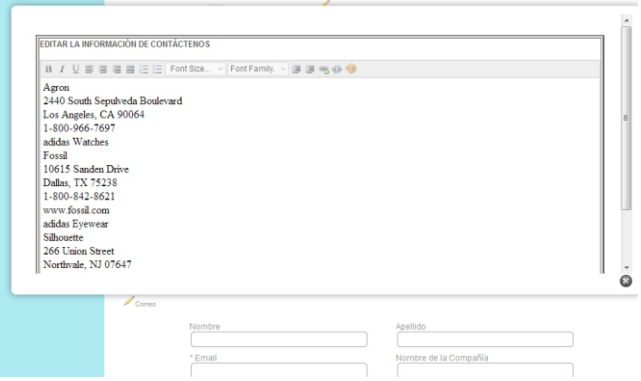 EDITAR LA INFORMACIÓN DE CONTÁCTENOS
B I U Font Size... Font Family.
Agron
2440 South Sepulveda Boulevard
Los Angeles, CA 90064
1-800-966-7697
adidas Watches
Fossil
10615 Sanden Drive
Dallas, TX 75238
1-800-842-8621
www.fossil.com
adidas Eyewear
Silhouette
266 Union Street
Northvale, NJ 07647
Correo
Nombre Apellido
* Email Nombre de la Compañía